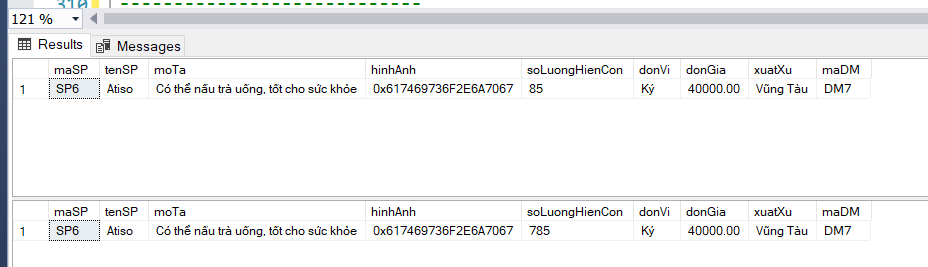 310
121 %
Results Messages
maSP tenSP moTa hinhAnh soLuongHienCon donVi donGia xuatXu maDM
1 SP6 Atiso Có thể nấu trà uống, tốt cho sức khỏe 0x617469736F2E6A7067 85 Ký 40000.00 Vũng Tàu DM7
maSP tenSP moTa hinhAnh soLuongHienCon donVi donGia xuatXu maDM
1 SP6 Atiso Có thể nấu trà uống, tốt cho sức khỏe 0x617469736F2E6A7067 785 Ký 40000.00 Vũng Tàu DM7